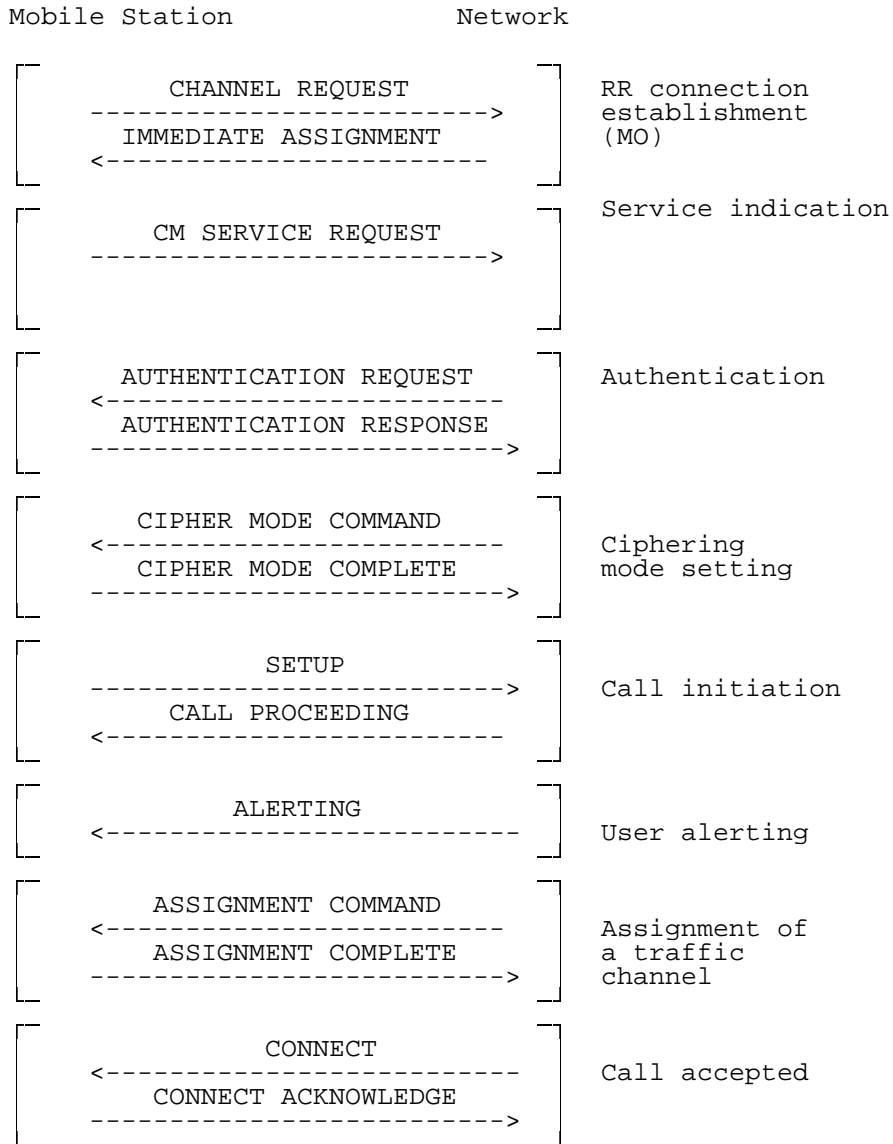 Mobile Station Network
CHANNEL REQUEST RR connection
-------------------------> establishment
IMMEDIATE ASSIGNMENT (MO)
<------------------------
Service indication
CM SERVICE REQUEST
------------------------->
AUTHENTICATION REQUEST Authentication
<-------------------------
AUTHENTICATION RESPONSE
-------------------------->
CIPHER MODE COMMAND
<------------------------- Ciphering
CIPHER MODE COMPLETE mode setting
-------------------------->
SETUP
--------------------------> Call initiation
CALL PROCEEDING
<-------------------------
ALERTING
<-------------------------- User alerting
ASSIGNMENT COMMAND
<------------------------- Assignment of
ASSIGNMENT COMPLETE a traffic
--------------------------> channel
CONNECT
<-------------------------- Call accepted
CONNECT ACKNOWLEDGE
-------------------------->